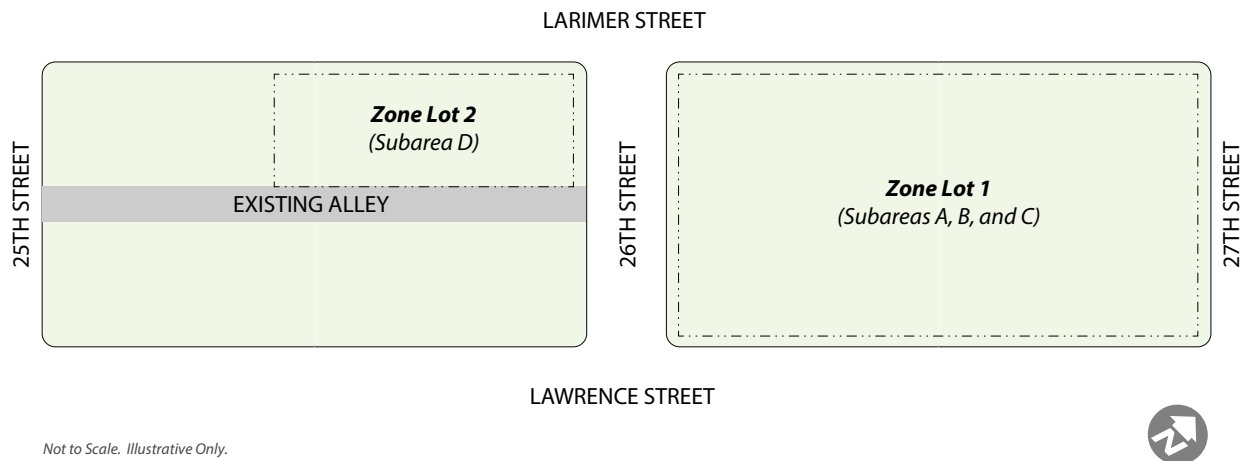 LARIMER STREET
Zone Lot 2
(Subarea D)
EXISTING ALLEY
25TH STREET
26TH STREET
Zone Lot 1
(Subareas A, B, and C)
27TH STREET
LAWRENCE STREET
Not to Scale.  Illustrative Only.
N